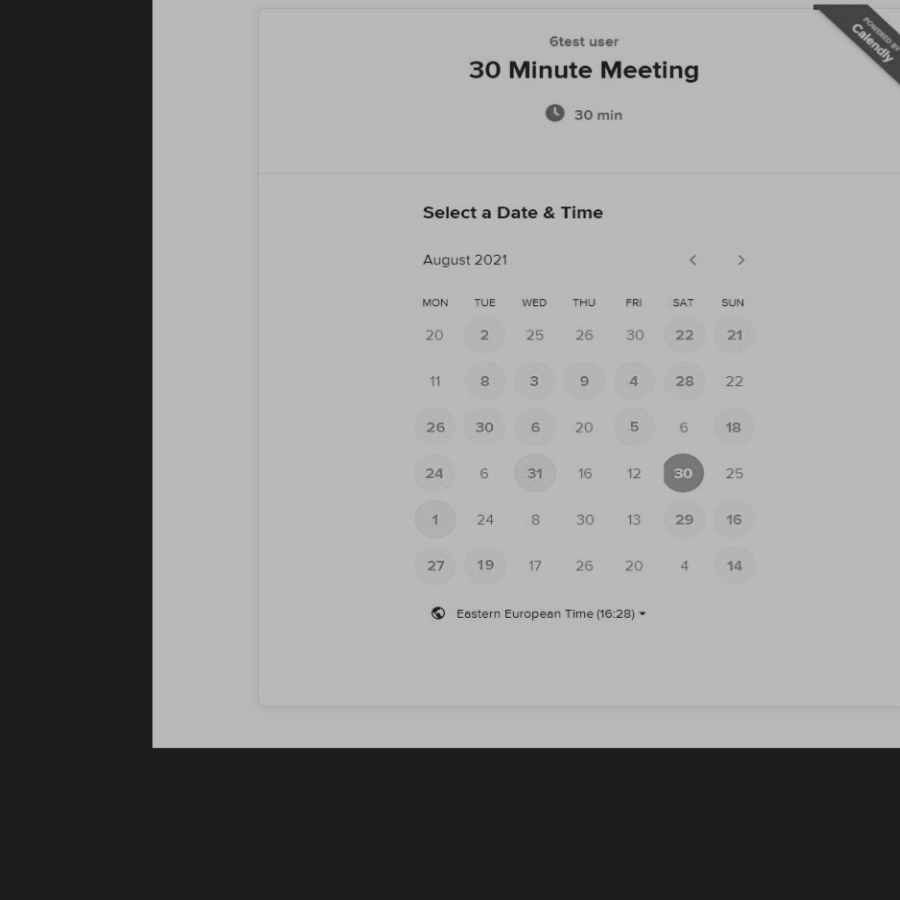 6test user
POWERED BY
Calendly
30 Minute Meeting
30 min
Select a Date & Time
August 2021
MON TUE WED THU FRI SAT SUN
20 2 25 26 30 22 21
11 8 3 9 4 28 22
26 30 6 20 5 6 18
24 6 31 16 12 30 25
1 24 8 30 13 29 16
27 19 17 26 20 4 14
Eastern European Time (16:28)